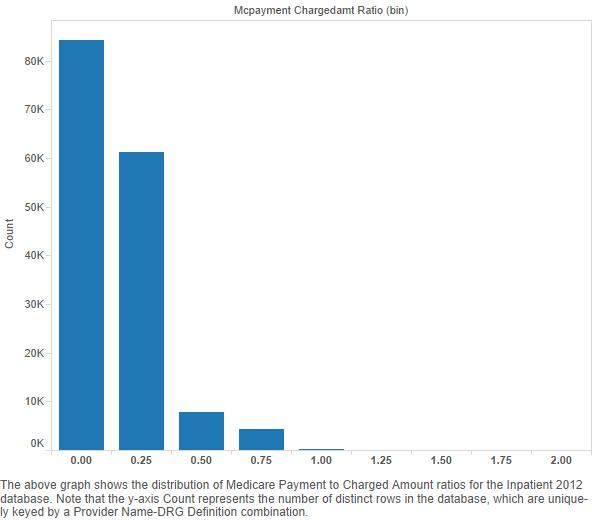 Mcpayment Chargedamt Ratio (bin)
80K
70K
60K
50K
40K
30K
20K
10K
0K
Count
0.00 0.25 0.50 0.75 1.00 1.25 1.50 1.75 2.00
The above graph shows the distribution of Medicare Payment to Charged Amount ratios for the Inpatient 2012
database. Note that the y-axis Count represents the number of distinct rows in the database, which are unique-
ly keyed by a Provider Name-DRG Definition combination.